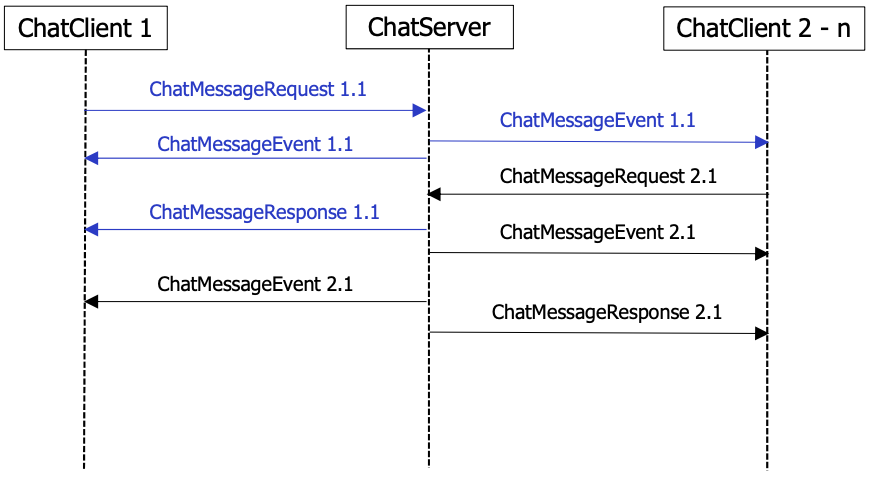 ChatClient 1
ChatServer
ChatClient 2 - n
ChatMessageRequest 1.1
ChatMessageEvent 1.1
ChatMessageEvent 1.1
ChatMessageRequest 2.1
ChatMessageResponse 1.1
ChatMessageEvent 2.1
ChatMessageEvent 2.1
ChatMessageResponse 2.1